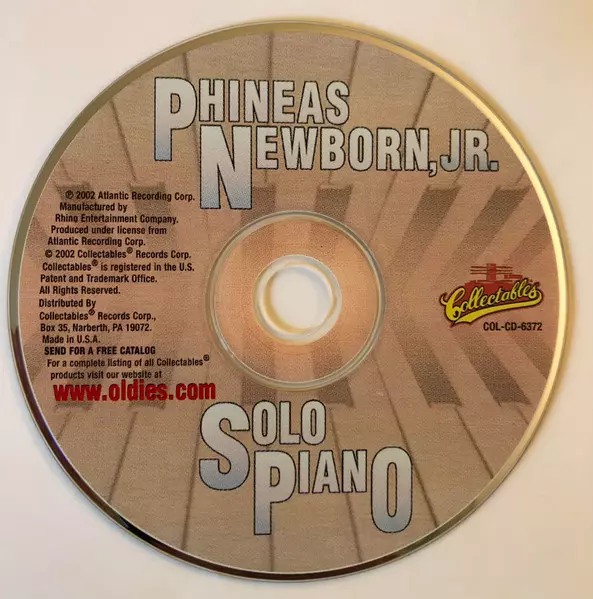 PHINEAS
NEWBORN, JR.
℗ 2002 Atlantic Recording Corp.
Manufactured by
Rhino Entertainment Company.
Produced under license from
Atlantic Recording Corp.
© 2002 Collectables® Records Corp.
Collectables® is registered in the U.S.
Patent and Trademark Office.
All Rights Reserved.
Distributed By
Collectables® Records Corp.,
Box 35, Narberth, PA 19072.
Made in U.S.A.
SEND FOR A FREE CATALOG
For a complete listing of all Collectables®
products visit our website at
www.oldies.com
Collectables
COL-CD-6372
SOLO
PIANO